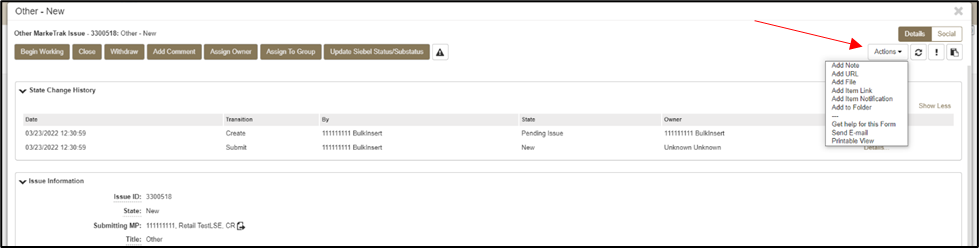 Other - New
Other MarkeTrak Issue - 3300518: Other - New
Details Social
Begin Working Close Withdraw Add Comment Assign Owner Assign To Group Update Siebel Status/Substatus Actions
Add Note
Add URL
Add File
Add Item Link
Add Item Notification
Add to Folder
---
Get help for this Form
Send E-mail
Printable View
State Change History
Show Less
Date Transition By State Owner
03/23/2022 12:30:59 Create 111111111 BulkInsert Pending Issue 111111111 BulkInsert
03/23/2022 12:30:59 Submit 111111111 BulkInsert New Unknown Unknown Details...
Issue Information
Issue ID: 3300518
State: New
Submitting MP: 111111111, Retail TestLSE, CR
Title: Other